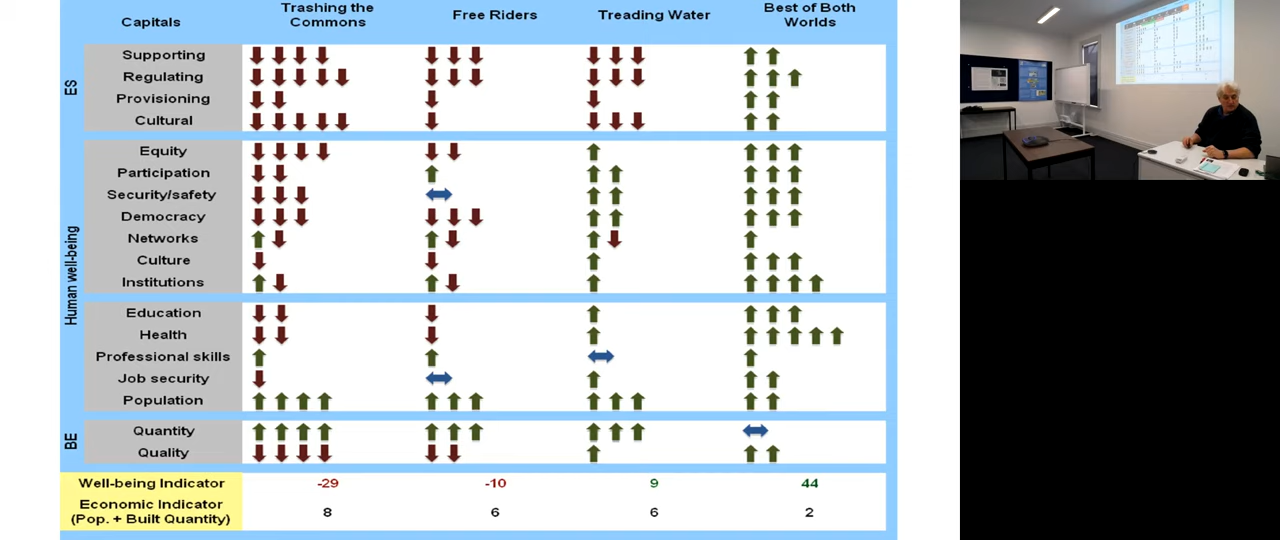 Capitals
Trashing the
Commons
Free Riders
Treading Water
Best of Both
Worlds
ES
Supporting
Regulating
Provisioning
Cultural
Human well-being
Equity
Participation
Security/safety
Democracy
Networks
Culture
Institutions
Education
Health
Professional skills
Job security
Population
BE
Quantity
Quality
Well-being Indicator
-29
-10
9
44
Economic Indicator
(Pop. + Built Quantity)
8
6
6
2